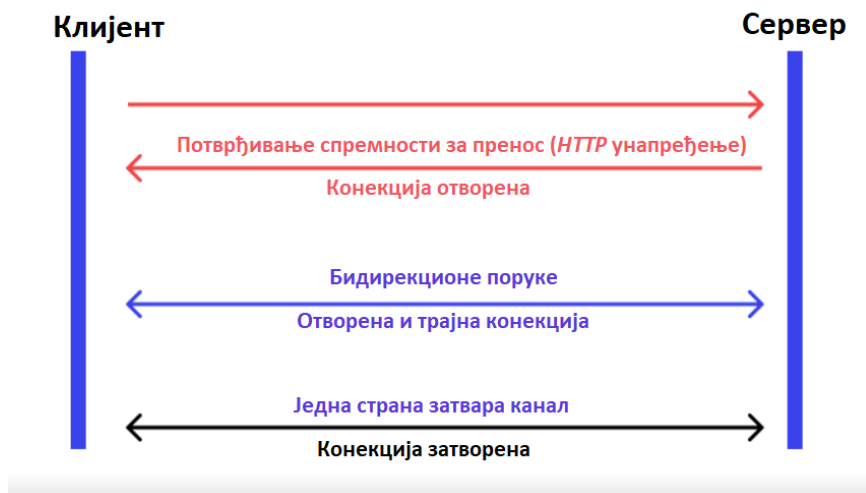 Клијент
Сервер
Потврђивање спремности за пренос (HTTP унапређење)
Конекција отворена
Бидирекционе поруке
Отворена и трајна конекција
Једна страна затвара канал
Конекција затворена